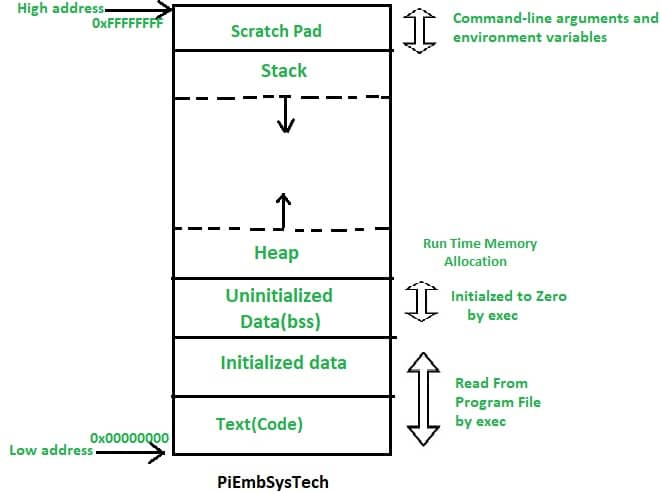 High address
0xFFFFFFFF
Scratch Pad
Command-line arguments and
environment variables
Stack
Heap
Run Time Memory
Allocation
Uninitialized
Data(bss)
Initialzed to Zero
by exec
Initialized data
Read From
Program File
by exec
Text(Code)
0x00000000
Low address
PiEmbSysTech